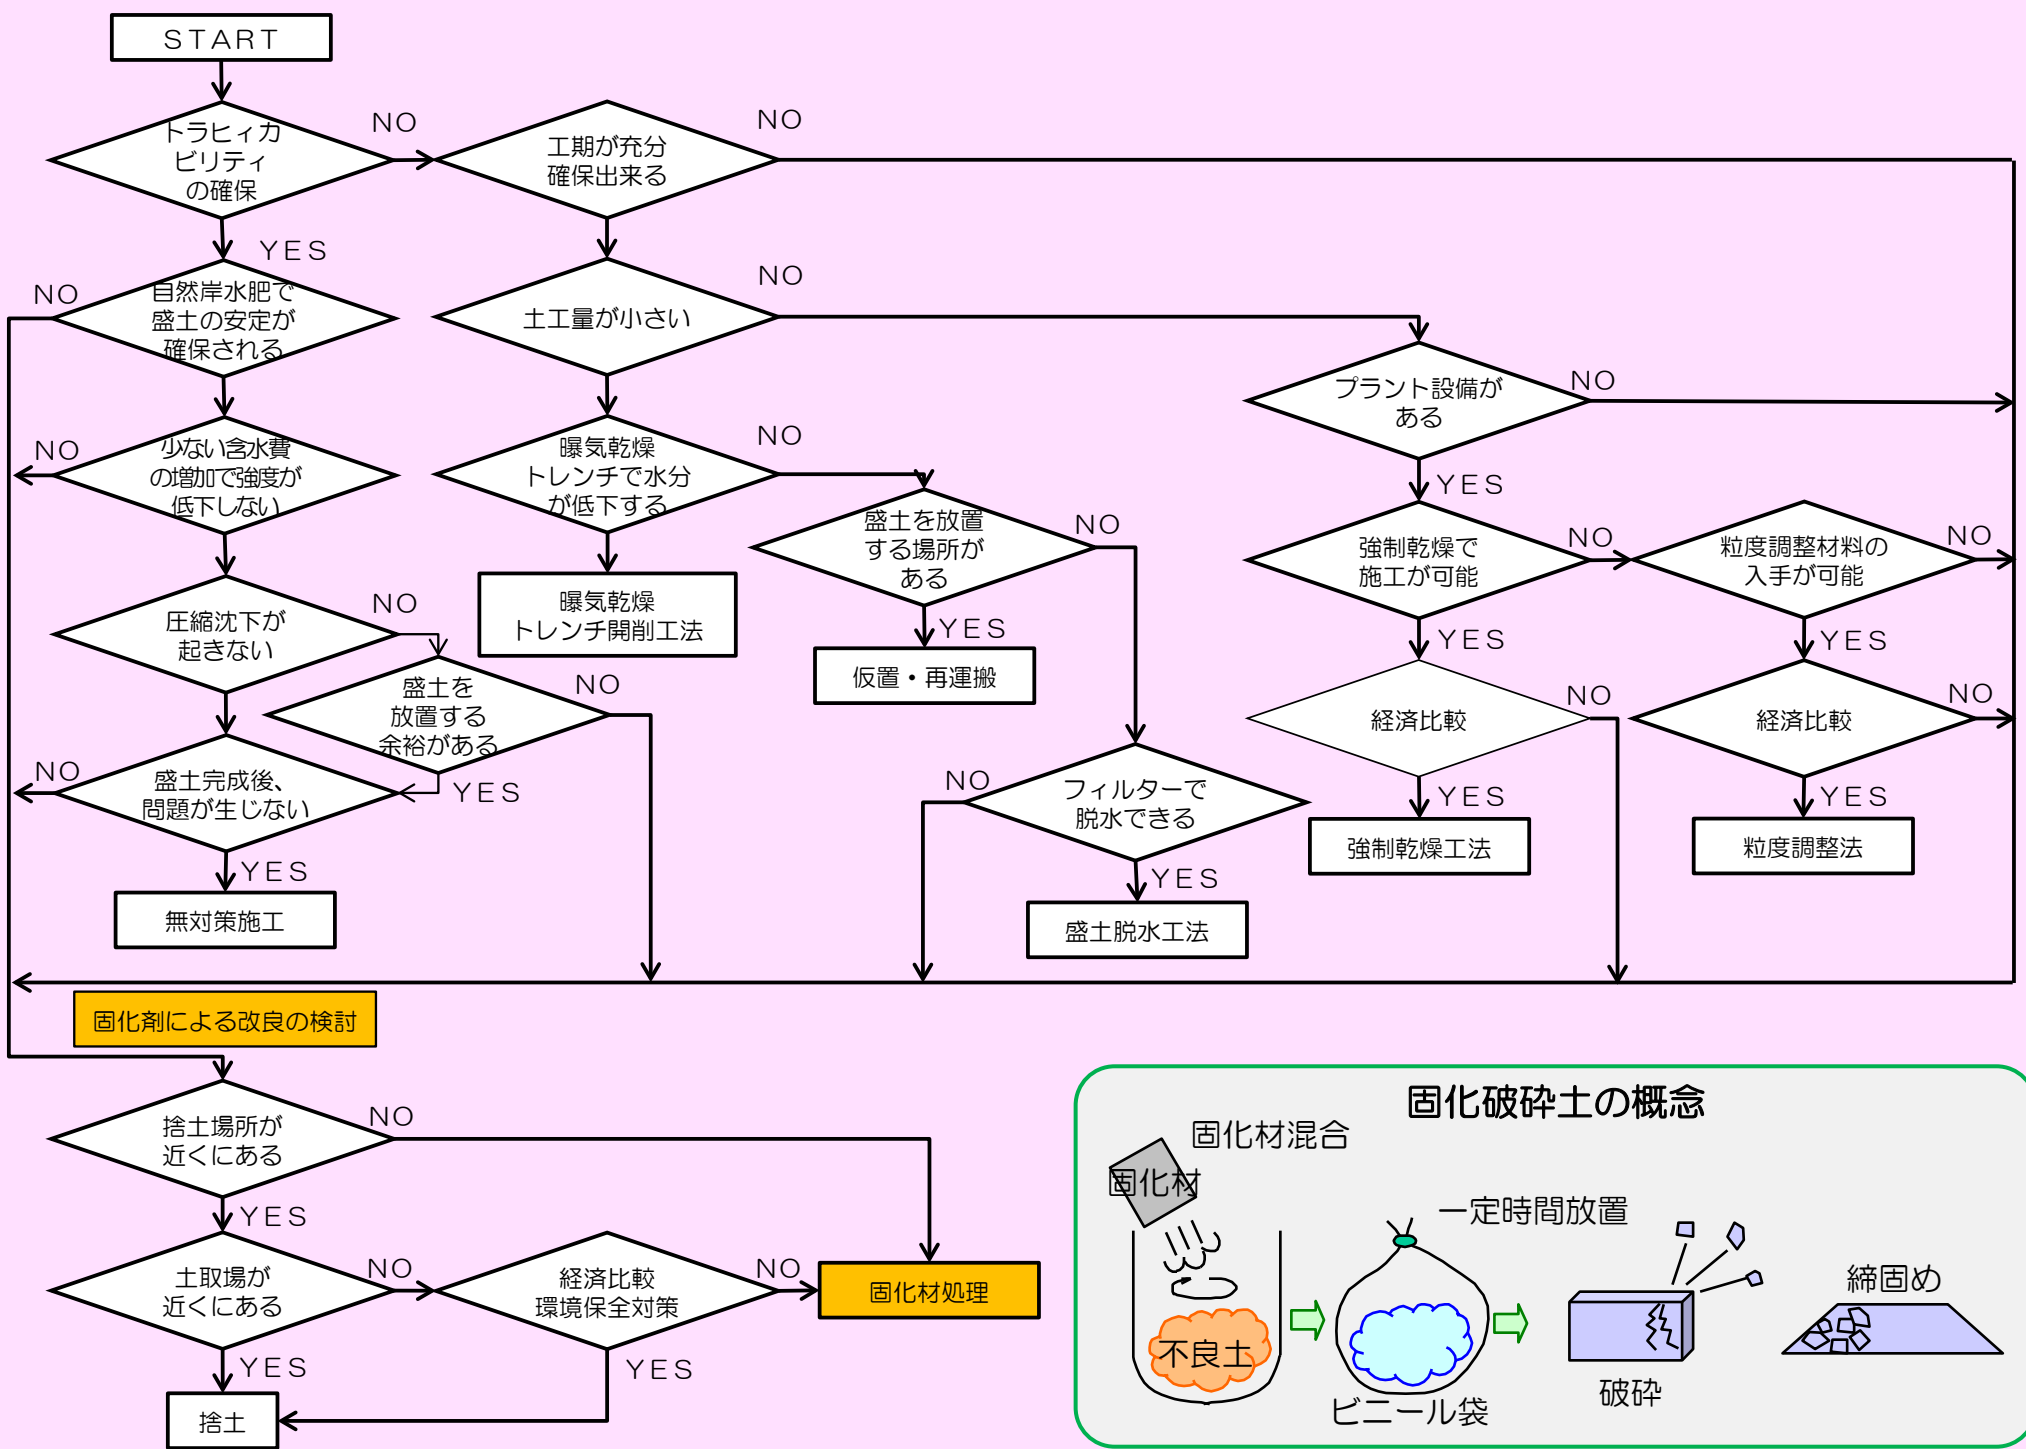 ＳＴＡＲＴ
トラヒィカ
ビリティ
の確保
ＮＯ
ＹＥＳ
工期が充分
確保出来る
ＮＯ
自然岸水肥で
盛土の安定が
確保される
ＮＯ
土工量が小さい
ＮＯ
プラント設備が
ある
ＮＯ
ＹＥＳ
少ない含水費
の増加で強度が
低下しない
ＮＯ
曝気乾燥
トレンチで水分
が低下する
ＮＯ
盛土を放置
する場所が
ある
ＮＯ
ＹＥＳ
強制乾燥で
施工が可能
ＮＯ
ＹＥＳ
粒度調整材料の
入手が可能
ＮＯ
ＹＥＳ
圧縮沈下が
起きない
ＮＯ
曝気乾燥
トレンチ開削工法
仮置・再運搬
盛土を
放置する
余裕がある
ＮＯ
ＹＥＳ
経済比較
ＮＯ
ＹＥＳ
経済比較
ＮＯ
ＹＥＳ
盛土完成後、
問題が生じない
ＮＯ
ＹＥＳ
フィルターで
脱水できる
ＮＯ
ＹＥＳ
強制乾燥工法
粒度調整法
無対策施工
盛土脱水工法
固化剤による改良の検討
捨土場所が
近くにある
ＮＯ
ＹＥＳ
土取場が
近くにある
ＮＯ
ＹＥＳ
経済比較
環境保全対策
ＮＯ
ＹＥＳ
固化材処理
捨土
固化破砕土の概念
固化材混合
固化材
不良土
一定時間放置
ビニール袋
破砕
締固め